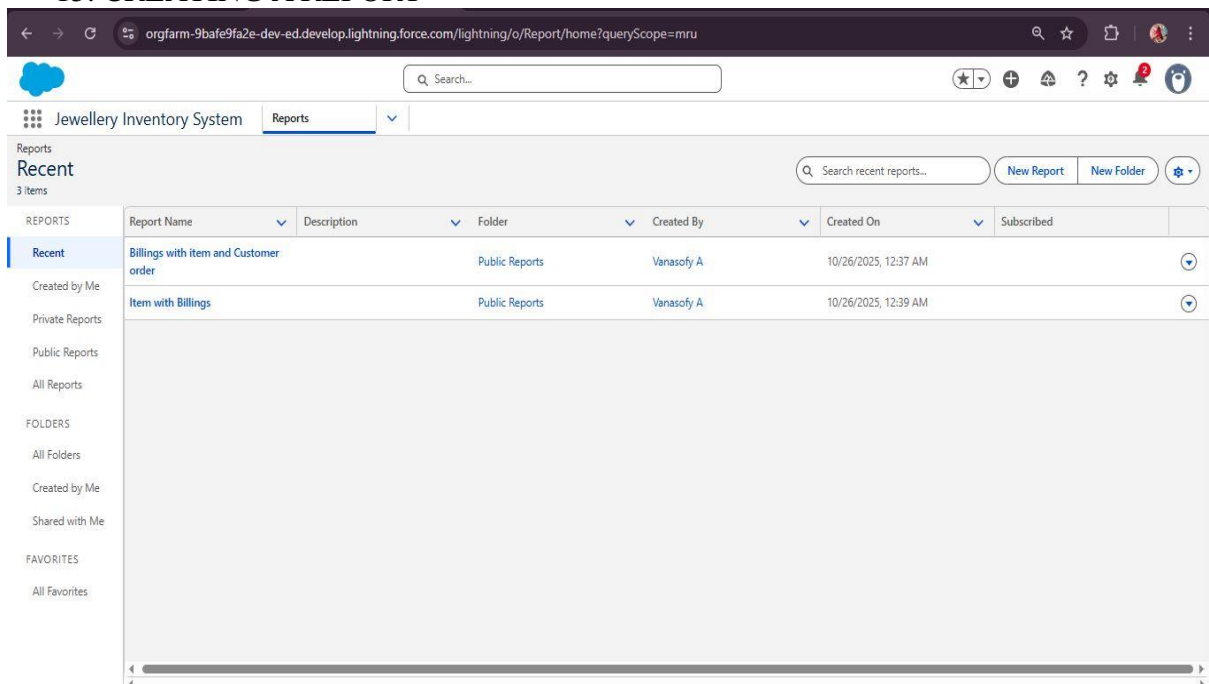 orgfarm-9bafe9fa2e-dev-ed.develop.lightning.force.com/lightning/o/Report/home?queryScope=mru
Search...
2
Jewellery Inventory System Reports
Reports
Recent
3 items
Search recent reports...
New Report New Folder
REPORTS
Report Name Description Folder Created By Created On Subscribed
Recent
Billings with item and Customer
order
Public Reports Vanasofy A 10/26/2025, 12:37 AM
Created by Me
Item with Billings Public Reports Vanasofy A 10/26/2025, 12:39 AM
Private Reports
Public Reports
All Reports
FOLDERS
All Folders
Created by Me
Shared with Me
FAVORITES
All Favorites